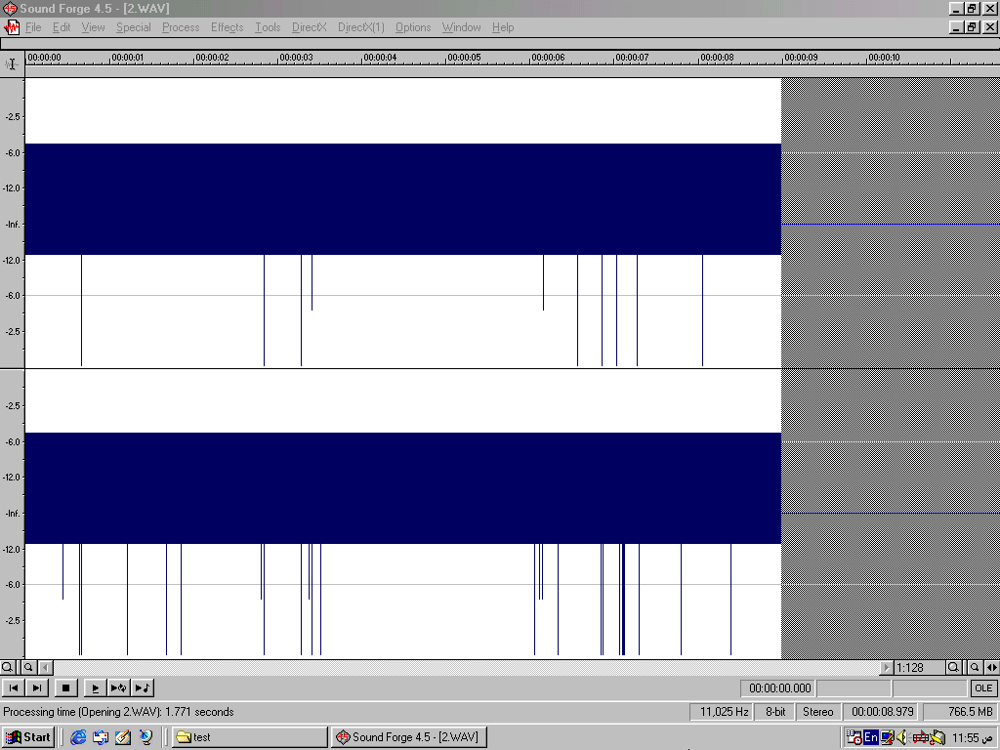 Sound Forge 4.5 - [2.WAV]
File Edit View Special Process Effects Tools DirectX DirectX(1) Options Window Help
00:00:00 00:00:01 00:00:02 00:00:03 00:00:04 00:00:05 00:00:06 00:00:07 00:00:08 00:00:09 00:00:10
-2.5
-6.0
-12.0
-Inf.
-12.0
-6.0
-2.5
-2.5
-6.0
-12.0
-Inf.
-12.0
-6.0
-2.5
1:128
00:00:00.000 OLE
Processing time (Opening 2.WAV): 1.771 seconds 11,025 Hz 8-bit Stereo 00:00:08.979 766.5 MB
Start test Sound Forge 4.5 - [2.WAV] En 11:55 ص